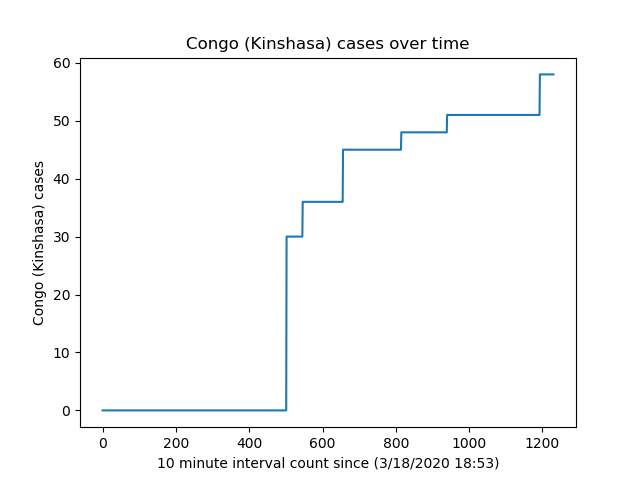 Congo (Kinshasa) cases over time
60
50
40
30
20
10
0
Congo (Kinshasa) cases
0 200 400 600 800 1000 1200
10 minute interval count since (3/18/2020 18:53)